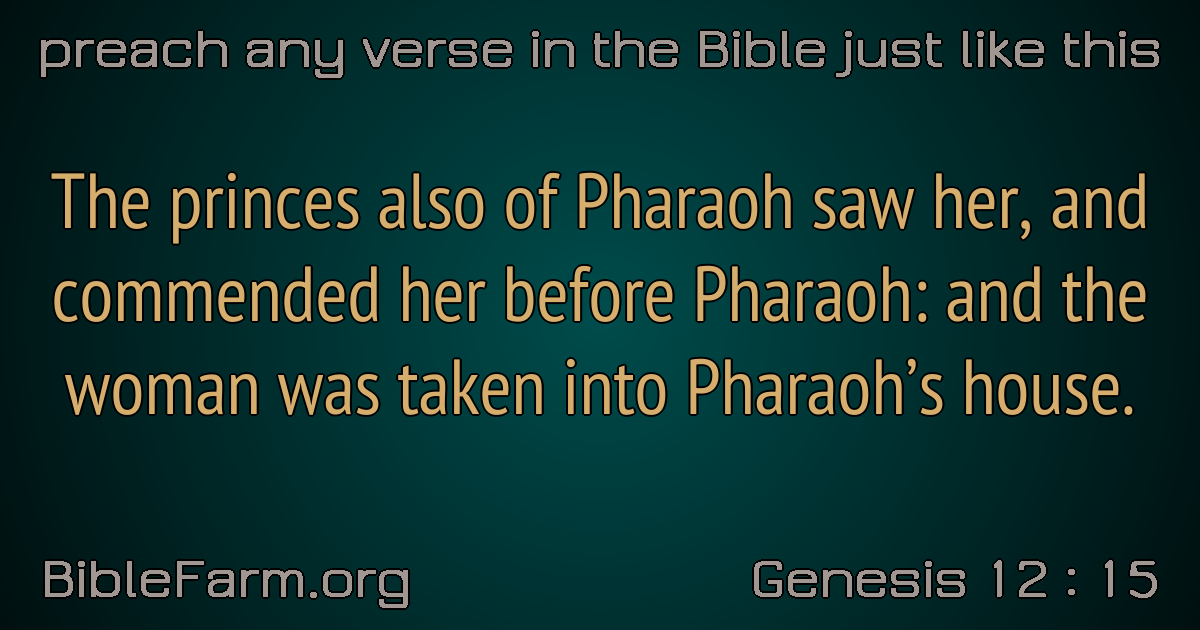 preach any verse in the Bible just like this
The princes also of Pharaoh saw her, and
commended her before Pharaoh: and the
woman was taken into Pharaoh’s house.
BibleFarm.org
Genesis 12 : 15